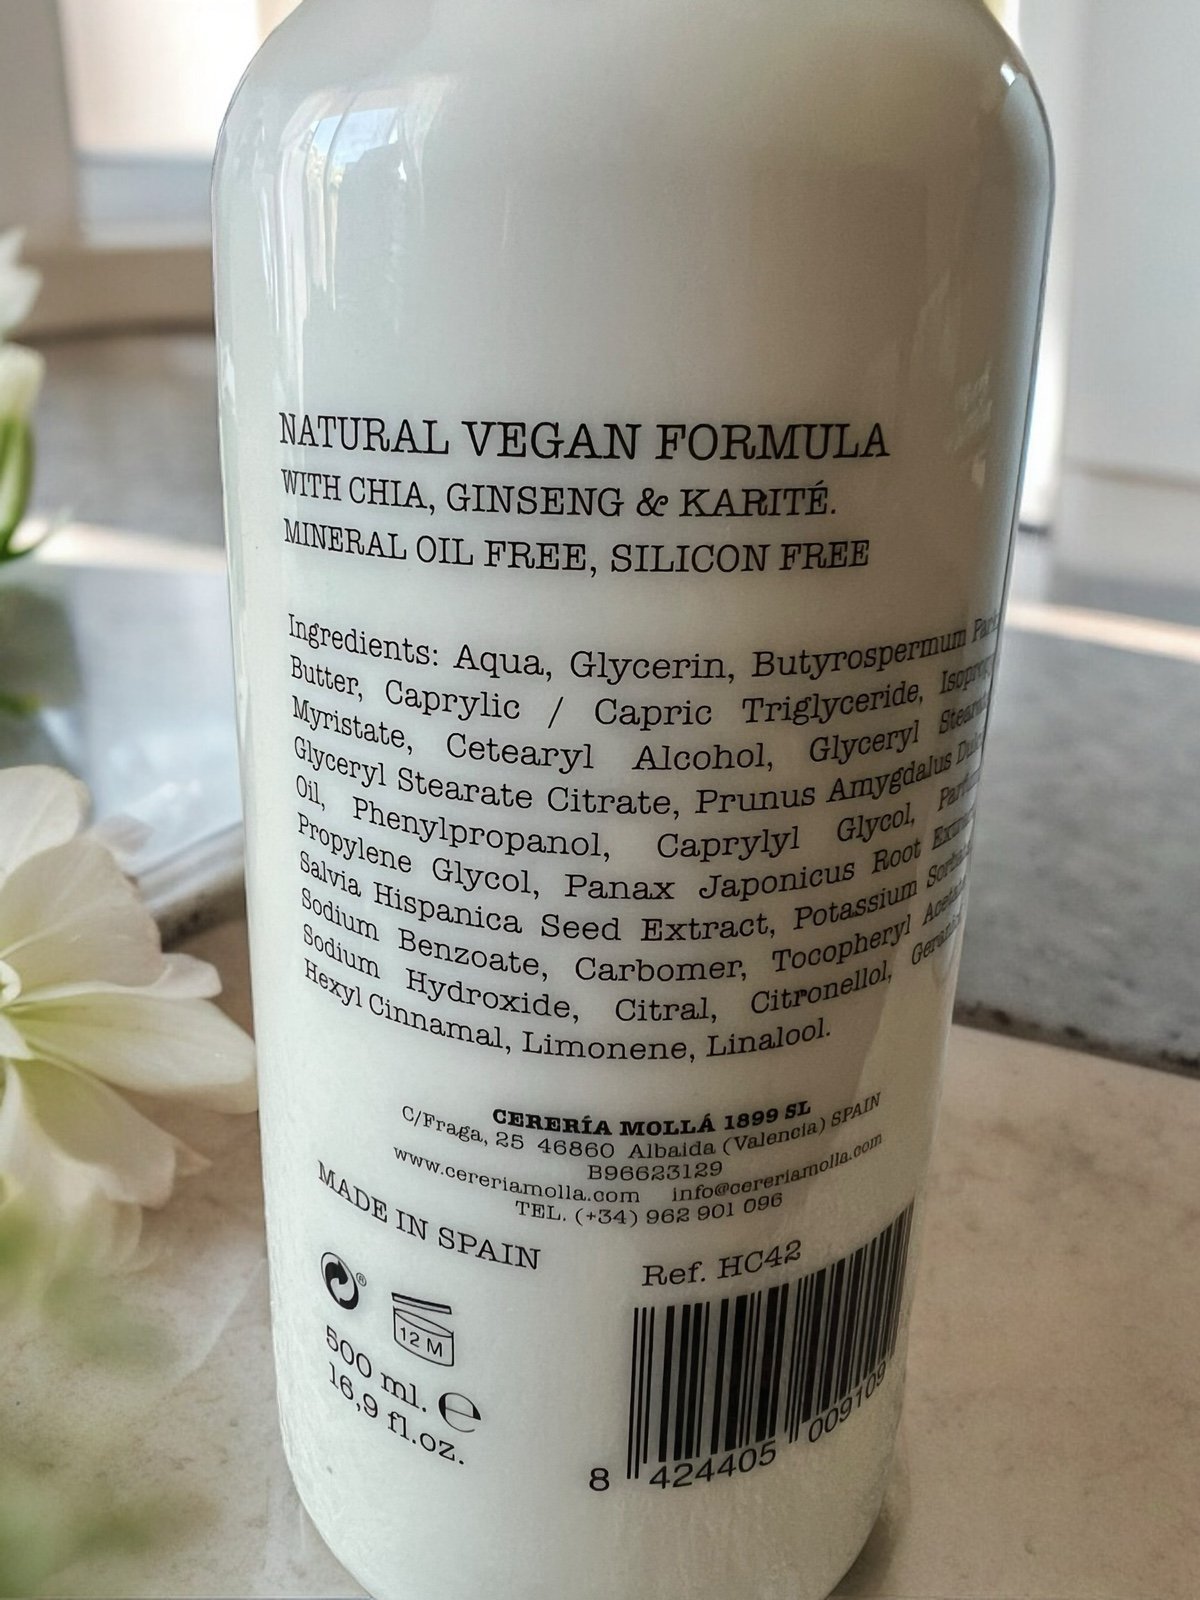 NATURAL VEGAN FORMULA
WITH CHIA, GINSENG & KARITÉ.
MINERAL OIL FREE, SILICON FREE
Ingredients: Aqua, Glycerin, Butyrospermum
Butter, Caprylic / Capric Triglyceride,
Myristate, Cetearyl Alcohol, Glyceryl
Glyceryl Stearate Citrate, Prunus Amygdalus
Oil, Phenylpropanol, Caprylyl Glycol,
Propylene Glycol, Panax Japonicus Root
Salvia Hispanica Seed Extract, Potassium
Sodium Benzoate, Carbomer, Tocopheryl
Sodium Hydroxide, Citral, Citronellol,
Hexyl Cinnamal, Limonene, Linalool.
CERERÍA MOLLÁ 1899 SL
C/Fraga, 25 46860 Albaida (Valencia) SPAIN
B96623129
www.cereriamolla.com info@cereriamolla.com
TEL. (+34) 962 901 096
MADE IN SPAIN
Ref. HC42
12 M
500 ml. e
16,9 fl.oz.
8 424405 009109